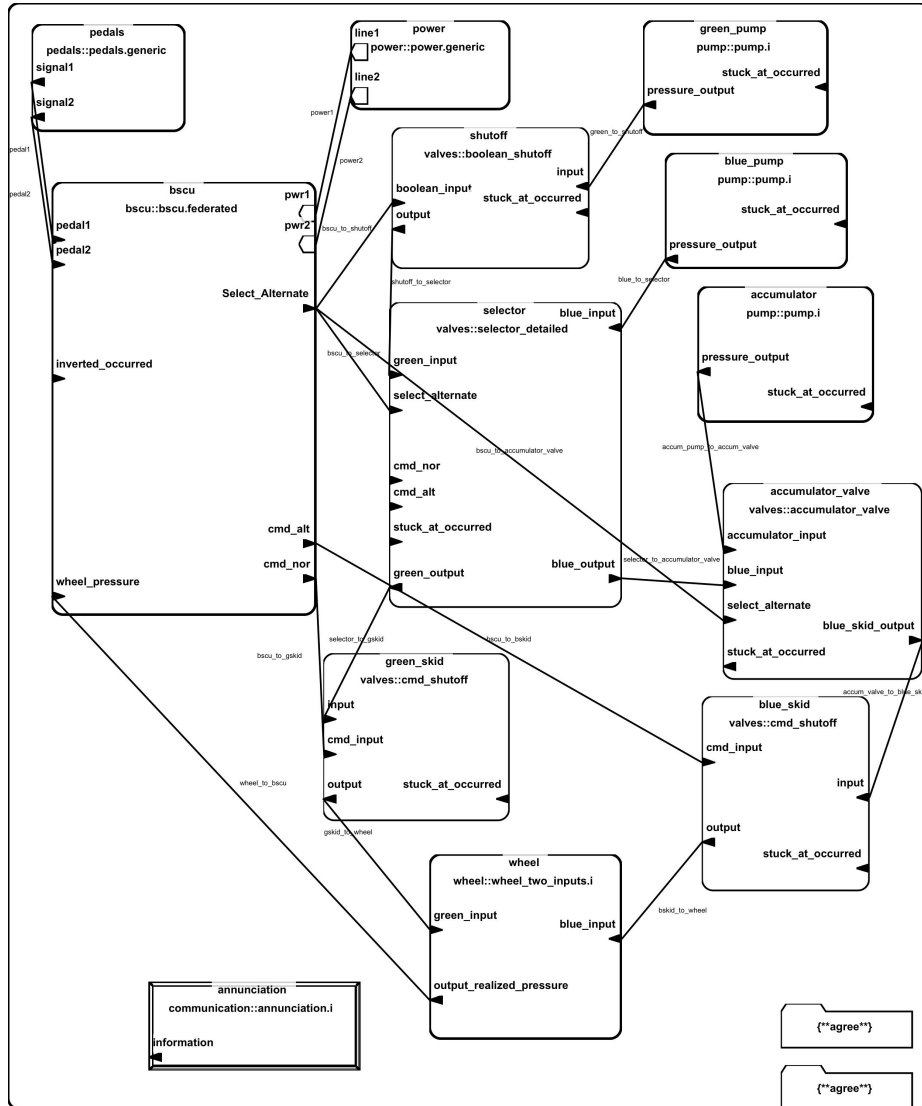 pedals
pedals::pedals.generic
signal1
signal2
pedal1
pedal2
power
line1
power::power.generic
line2
power1
power2
green_pump
pump::pump.i
stuck_at_occurred
pressure_output
green_to_shutoff
shutoff
valves::boolean_shutoff
input
boolean_input
stuck_at_occurred
output
blue_pump
pump::pump.i
stuck_at_occurred
pressure_output
blue_to_selector
bscu
bscu::bscu.federated
pwr1
pwr2
pedal1
pedal2
Select_Alternate
inverted_occurred
cmd_alt
cmd_nor
wheel_pressure
bscu_to_shutoff
shutoff_to_selector
bscu_to_selector
selector
blue_input
valves::selector_detailed
green_input
select_alternate
cmd_nor
cmd_alt
stuck_at_occurred
green_output
blue_output
bscu_to_accumulator_valve
accumulator
pump::pump.i
pressure_output
stuck_at_occurred
accum_pump_to_accum_valve
accumulator_valve
valves::accumulator_valve
accumulator_input
blue_input
select_alternate
blue_skid_output
stuck_at_occurred
selector_to_accumulator_valve
selector_to_gskid
bscu_to_bskid
bscu_to_gskid
green_skid
valves::cmd_shutoff
input
cmd_input
output
stuck_at_occurred
accum_valve_to_blue_sk
blue_skid
valves::cmd_shutoff
cmd_input
input
output
stuck_at_occurred
wheel_to_bscu
gskid_to_wheel
wheel
wheel::wheel_two_inputs.i
green_input
blue_input
output_realized_pressure
bskid_to_wheel
annunciation
communication::annunciation.i
information
{**agree**}
{**agree**}